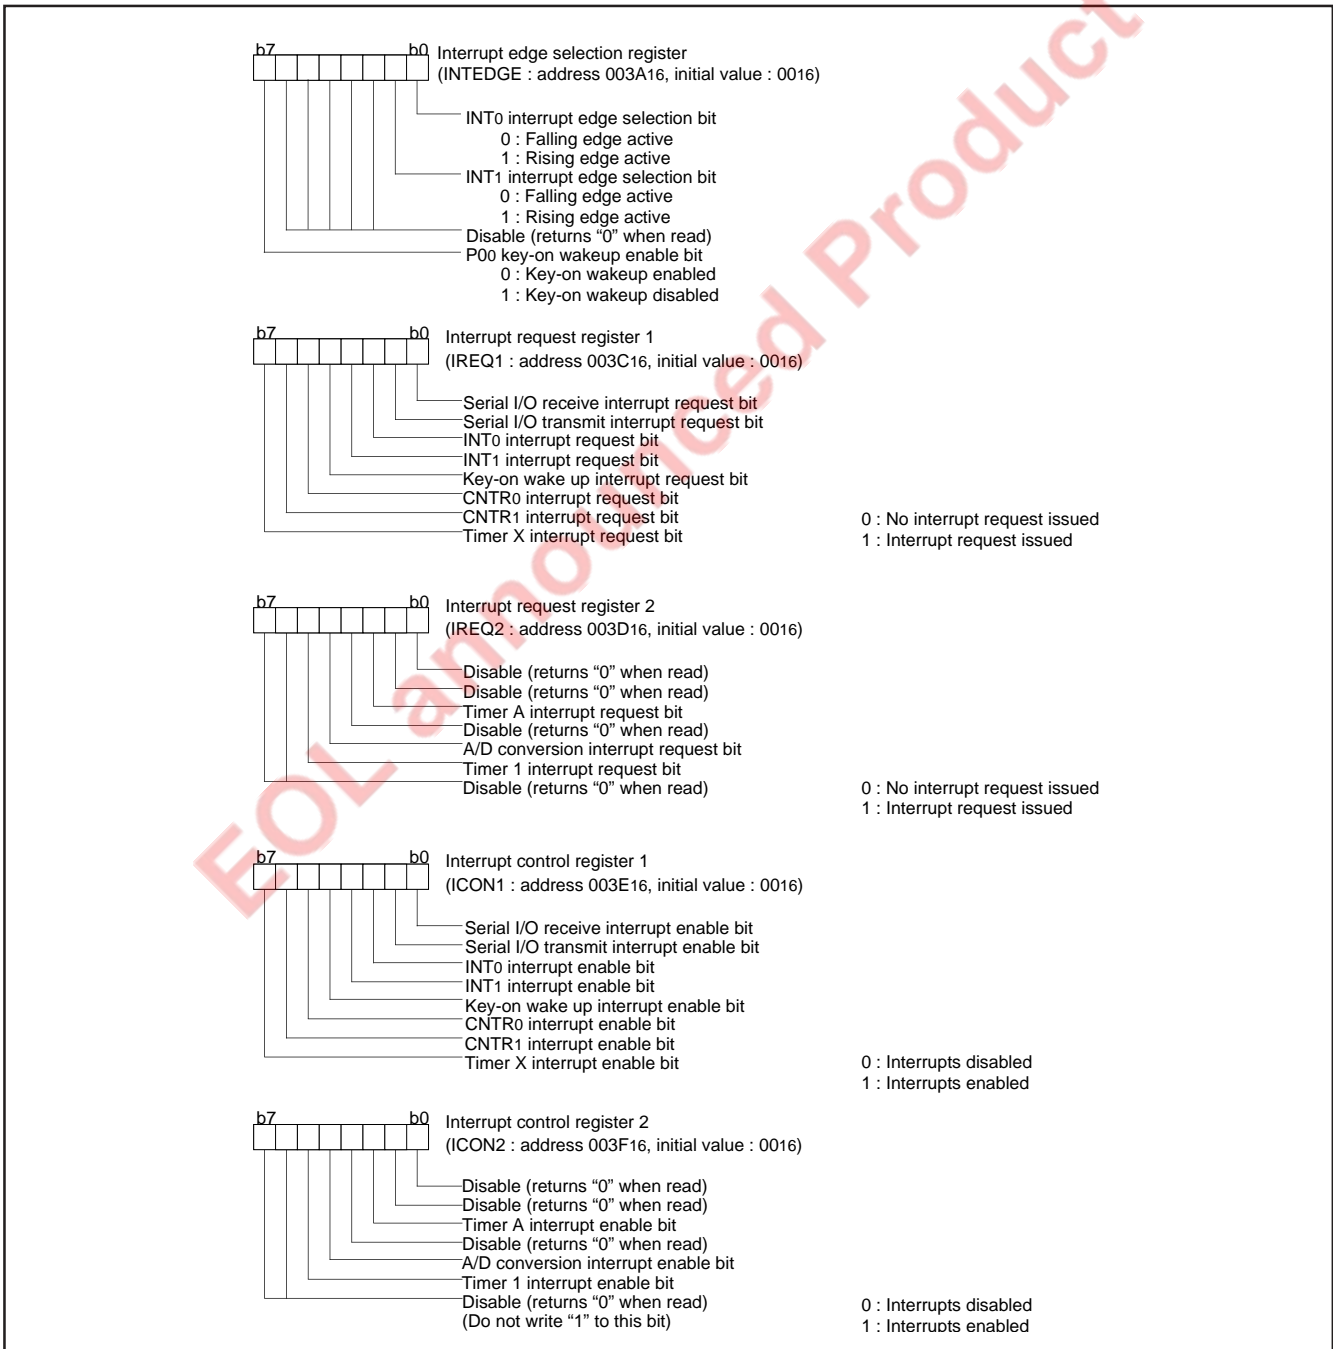 b7 b0 Interrupt edge selection register
(INTEDGE : address 003A16, initial value : 0016)
INT0 interrupt edge selection bit
0 : Falling edge active
1 : Rising edge active
INT1 interrupt edge selection bit
0 : Falling edge active
1 : Rising edge active
Disable (returns “0” when read)
P00 key-on wakeup enable bit
0 : Key-on wakeup enabled
1 : Key-on wakeup disabled
b7 b0 Interrupt request register 1
(IREQ1 : address 003C16, initial value : 0016)
Serial I/O receive interrupt request bit
Serial I/O transmit interrupt request bit
INT0 interrupt request bit
INT1 interrupt request bit
Key-on wake up interrupt request bit
CNTR0 interrupt request bit
CNTR1 interrupt request bit
Timer X interrupt request bit
0 : No interrupt request issued
1 : Interrupt request issued
b7 b0 Interrupt request register 2
(IREQ2 : address 003D16, initial value : 0016)
Disable (returns “0” when read)
Disable (returns “0” when read)
Timer A interrupt request bit
Disable (returns “0” when read)
A/D conversion interrupt request bit
Timer 1 interrupt request bit
Disable (returns “0” when read)
0 : No interrupt request issued
1 : Interrupt request issued
b7 b0 Interrupt control register 1
(ICON1 : address 003E16, initial value : 0016)
Serial I/O receive interrupt enable bit
Serial I/O transmit interrupt enable bit
INT0 interrupt enable bit
INT1 interrupt enable bit
Key-on wake up interrupt enable bit
CNTR0 interrupt enable bit
CNTR1 interrupt enable bit
Timer X interrupt enable bit
0 : Interrupts disabled
1 : Interrupts enabled
b7 b0 Interrupt control register 2
(ICON2 : address 003F16, initial value : 0016)
Disable (returns “0” when read)
Disable (returns “0” when read)
Timer A interrupt enable bit
Disable (returns “0” when read)
A/D conversion interrupt enable bit
Timer 1 interrupt enable bit
Disable (returns “0” when read)
(Do not write “1” to this bit)
0 : Interrupts disabled
1 : Interrupts enabled
EOL announced Product